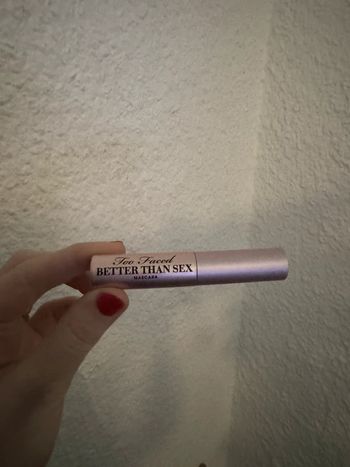 Too Faced
BETTER THAN SEX
MASCARA